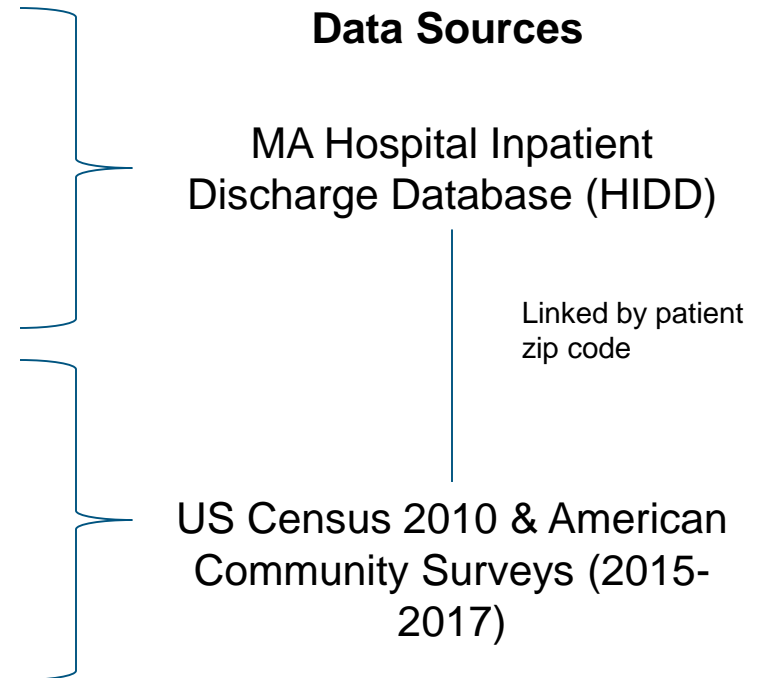 Data Sources
MA Hospital Inpatient
Discharge Database (HIDD)
Linked by patient
zip code
US Census 2010 & American
Community Surveys (2015-
2017)